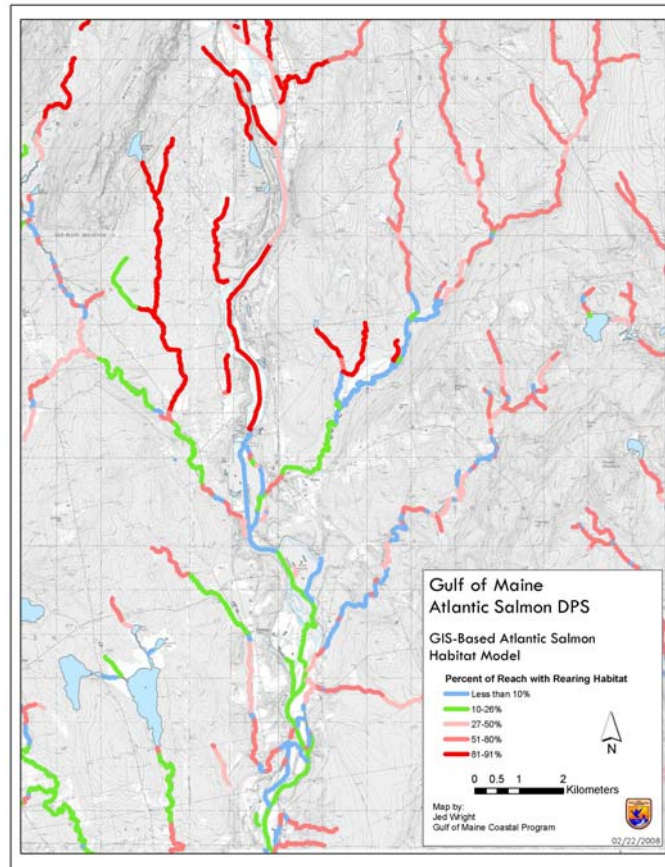 BINGHAM
Gulf of Maine
Atlantic Salmon DPS
GIS-Based Atlantic Salmon
Habitat Model
Percent of Reach with Rearing Habitat
Less than 10%
10-26%
27-50%
51-80%
81-91%
N
0 0.5 1 2
Kilometers
Map by:
Jed Wright
Gulf of Maine Coastal Program
02/22/2008